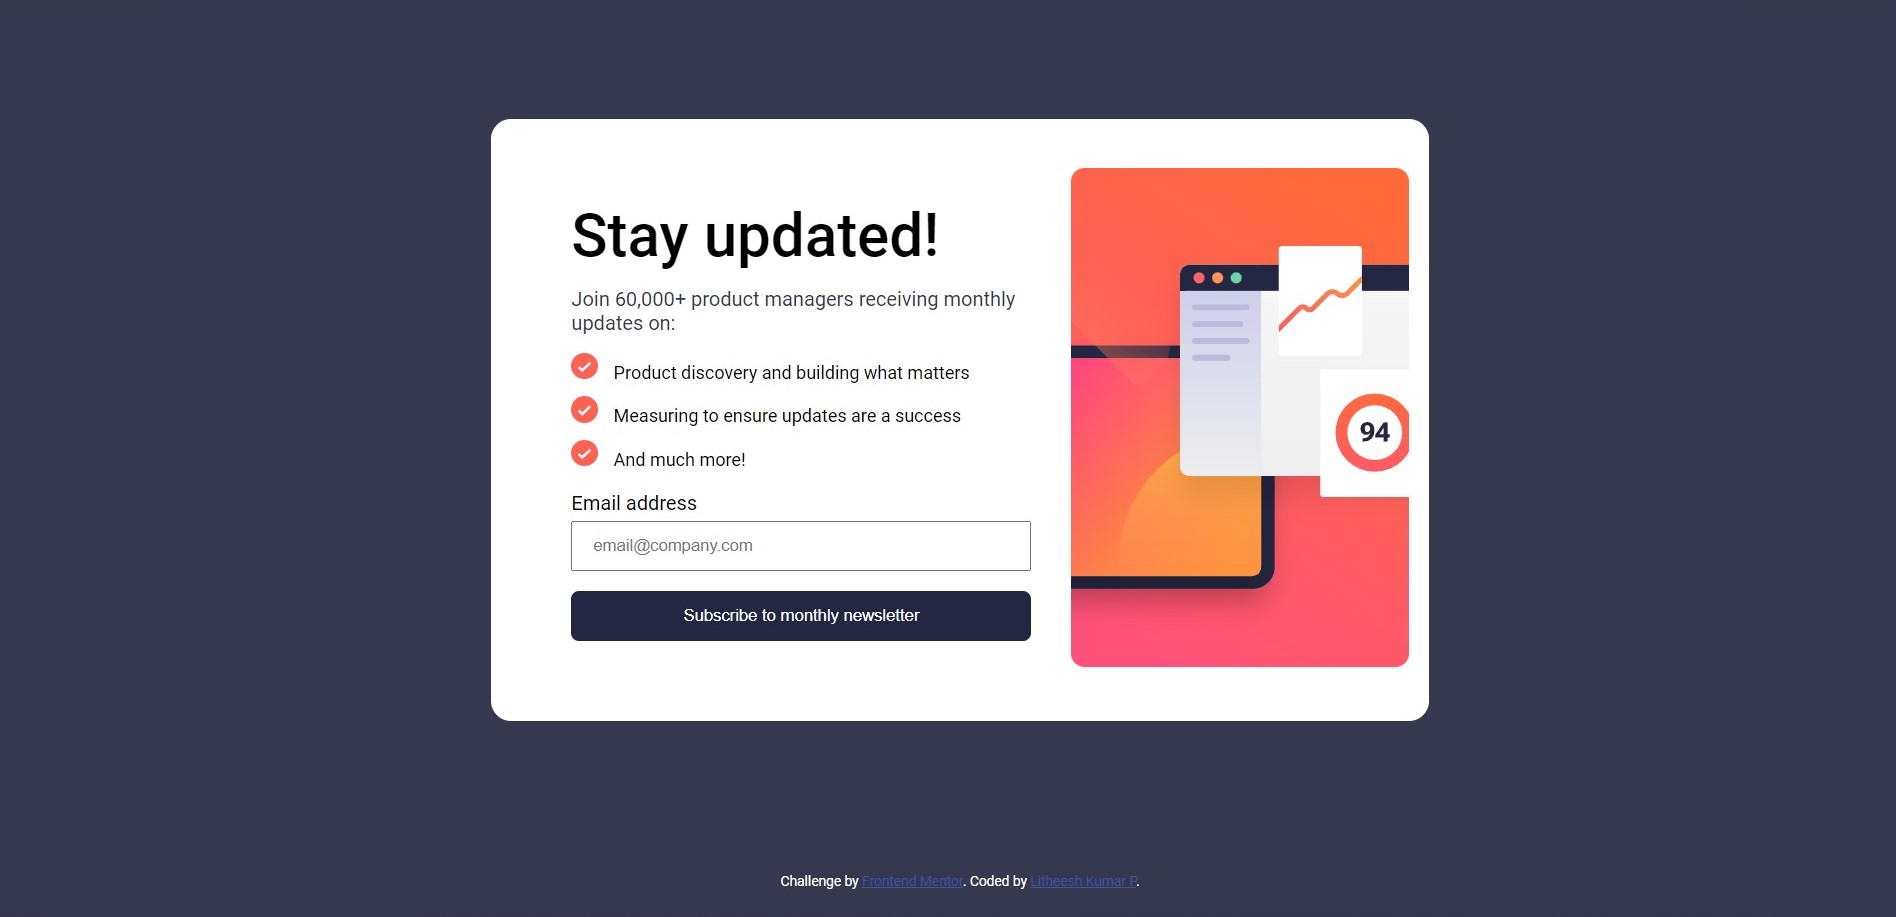 Stay updated!
Join 60,000+ product managers receiving monthly
updates on:
Product discovery and building what matters
Measuring to ensure updates are a success
And much more!
Email address
email@company.com
Subscribe to monthly newsletter
94
Challenge by Frontend Mentor. Coded by Litheesh Kumar P.